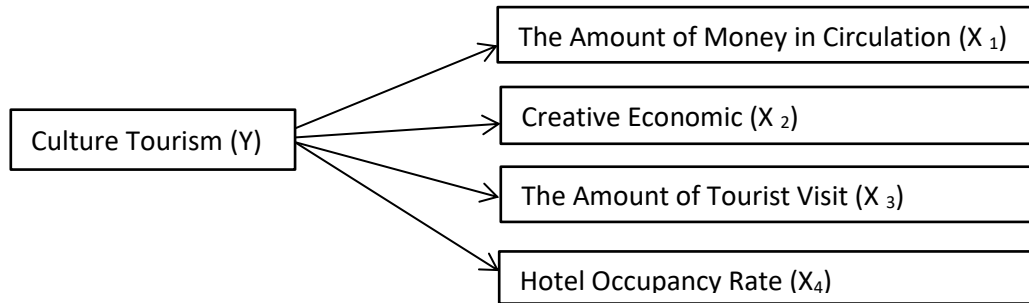 The Amount of Money in Circulation (X 1)
Creative Economic (X 2)
Culture Tourism (Y)
The Amount of Tourist Visit (X 3)
Hotel Occupancy Rate (X4)